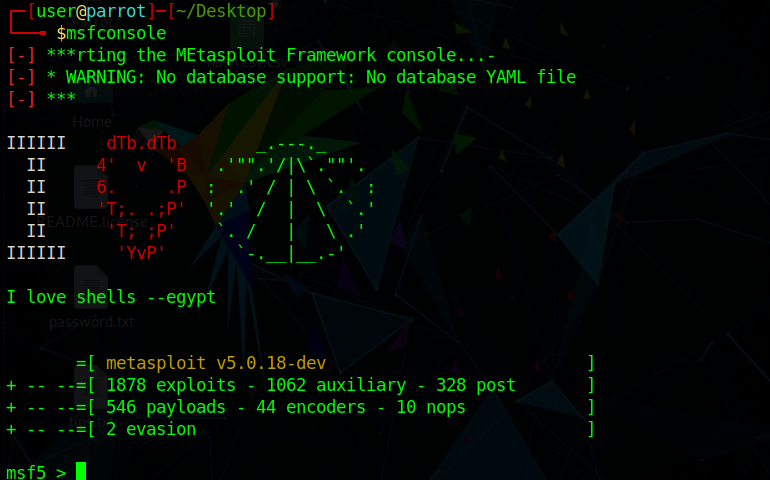 ┌─[user@parrot]─[~/Desktop]
└──╼ $msfconsole
[-] ***rting the MEtasploit Framework console...-
[-] * WARNING: No database support: No database YAML file
[-] ***
Home
IIIIII    dTb.dTb        _.---._
  II     4'  v  'B   .'"".'/|\`.""'.
  II     6.     .P  :  .' / | \ `.  :
  II     'T;. .;P'  '.'  /  |  \  `.'
README.license
  II      'T; ;P'    `. /   |   \ .'
IIIIII     'YvP'       `-.__|__.-'
I love shells --egypt
password.txt
       =[ metasploit v5.0.18-dev                          ]
+ -- --=[ 1878 exploits - 1062 auxiliary - 328 post       ]
+ -- --=[ 546 payloads - 44 encoders - 10 nops            ]
+ -- --=[ 2 evasion                                       ]
msf5 >